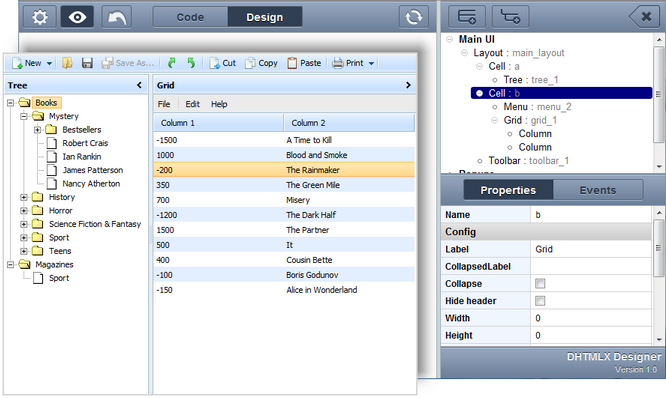 Code Design
New Save As... Cut Copy Paste Print
Tree
Books
Mystery
Bestsellers
Robert Crais
Ian Rankin
James Patterson
Nancy Atherton
History
Horror
Science Fiction & Fantasy
Sport
Teens
Magazines
Sport
Grid
File Edit Help
Column 1 Column 2
-1500 A Time to Kill
1000 Blood and Smoke
-200 The Rainmaker
350 The Green Mile
700 Misery
-1200 The Dark Half
1500 The Partner
500 It
400 Cousin Bette
-100 Boris Godunov
-150 Alice in Wonderland
Main UI
Layout : main_layout
Cell : a
Tree : tree_1
Cell : b
Menu : menu_2
Grid : grid_1
Column
Column
Toolbar : toolbar_1
Properties Events
Name b
Config
Label Grid
CollapsedLabel
Collapse
Hide header
Width 0
Height 0
DHTMLX Designer
Version 1.0